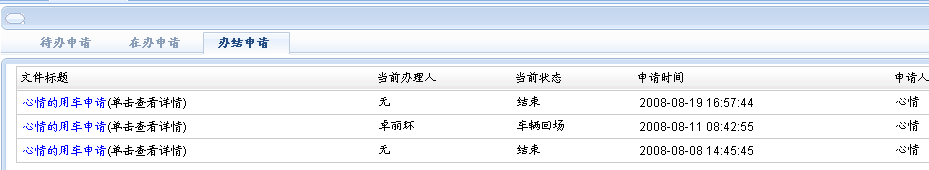 待办申请 在办申请 办结申请
文件标题 当前办理人 当前状态 申请时间 申请人
心情的用车申请(单击查看详情) 无 结束 2008-08-19 16:57:44 心情
心情的用车申请(单击查看详情) 卓丽环 车辆回场 2008-08-11 08:42:55 心情
心情的用车申请(单击查看详情) 无 结束 2008-08-08 14:45:45 心情